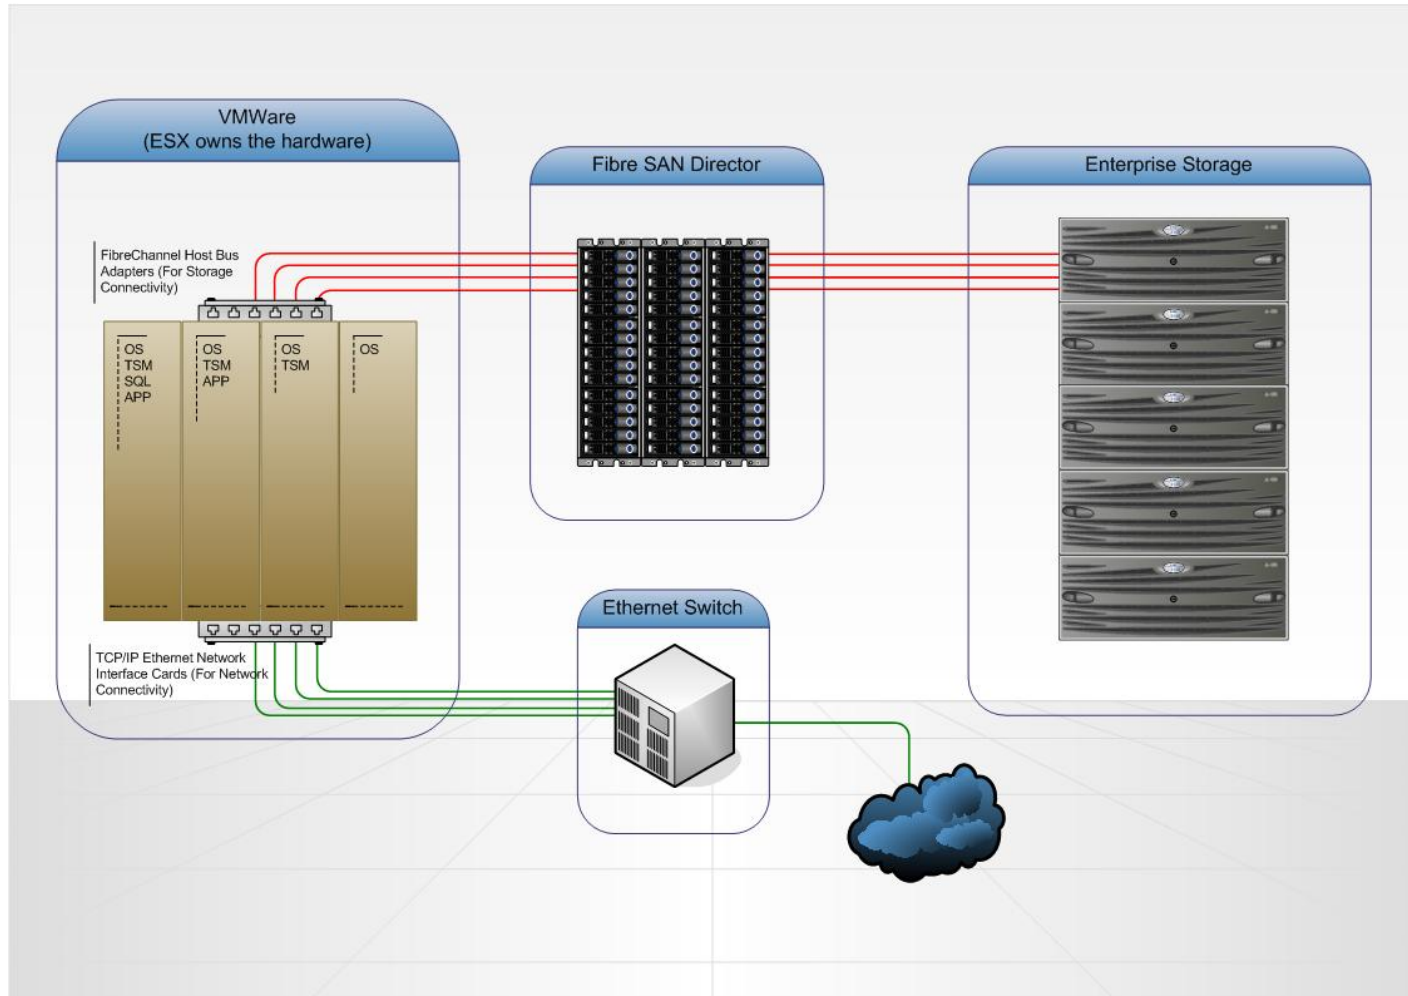 VMWare
(ESX owns the hardware)
Fibre SAN Director
Enterprise Storage
FibreChannel Host Bus
Adapters (For Storage
Connectivity)
OS
TSM
SQL
APP
OS
TSM
APP
OS
TSM
OS
Ethernet Switch
TCP/IP Ethernet Network
Interface Cards (For Network
Connectivity)